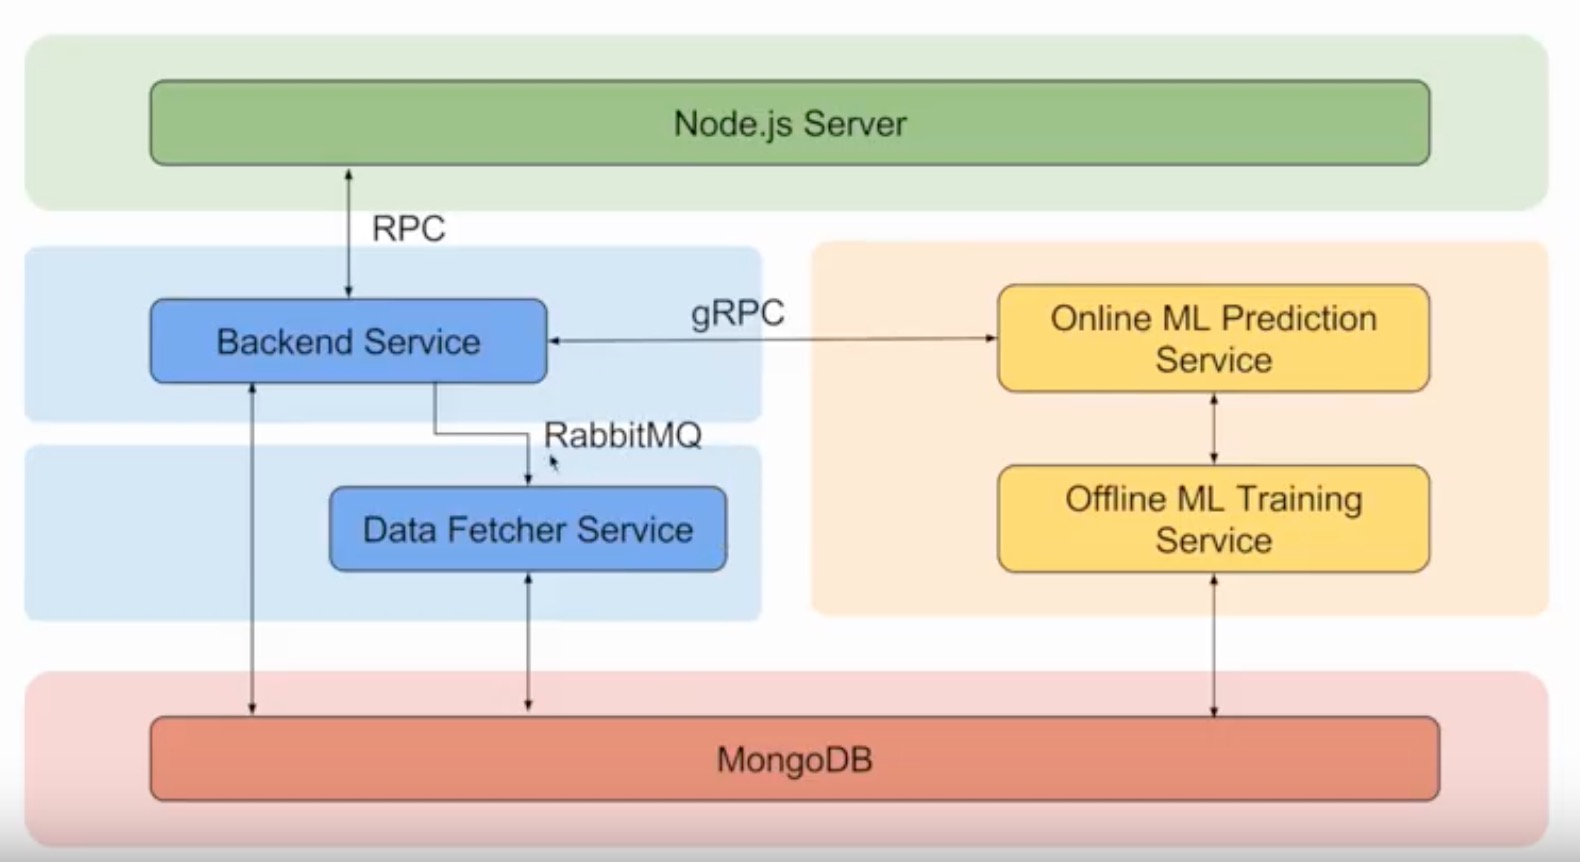 Node.js Server
RPC
Backend Service
gRPC
Online ML Prediction
Service
RabbitMQ
Data Fetcher Service
Offline ML Training
Service
MongoDB